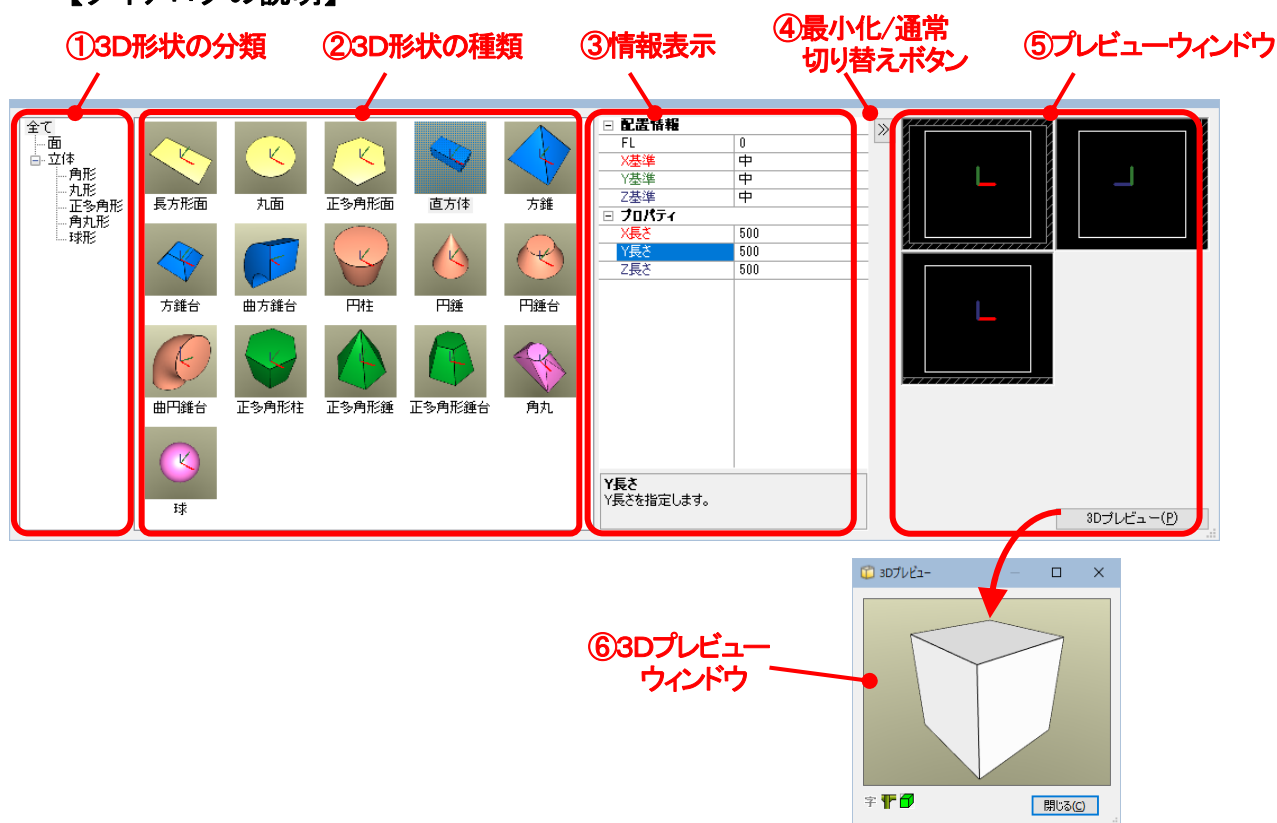 ①3D形状の分類
②3D形状の種類
③情報表示
④最小化/通常
切り替えボタン
⑤プレビューウィンドウ
全て
面
立体
角形
丸形
正多角形
角丸形
球形
長方形面
丸面
正多角形面
直方体
方錐
方錐台
曲方錐台
円柱
円錘
円錘台
曲円錐台
正多角形柱
正多角形錘
正多角形錘台
角丸
球
配置情報
FL 0
X基準 中
Y基準 中
Z基準 中
プロパティ
X長さ 500
Y長さ 500
Z長さ 500
Y長さ
Y長さを指定します。
3Dプレビュー(P)
3Dプレビュー
⑥3Dプレビュー
ウィンドウ
字
閉じる(C)